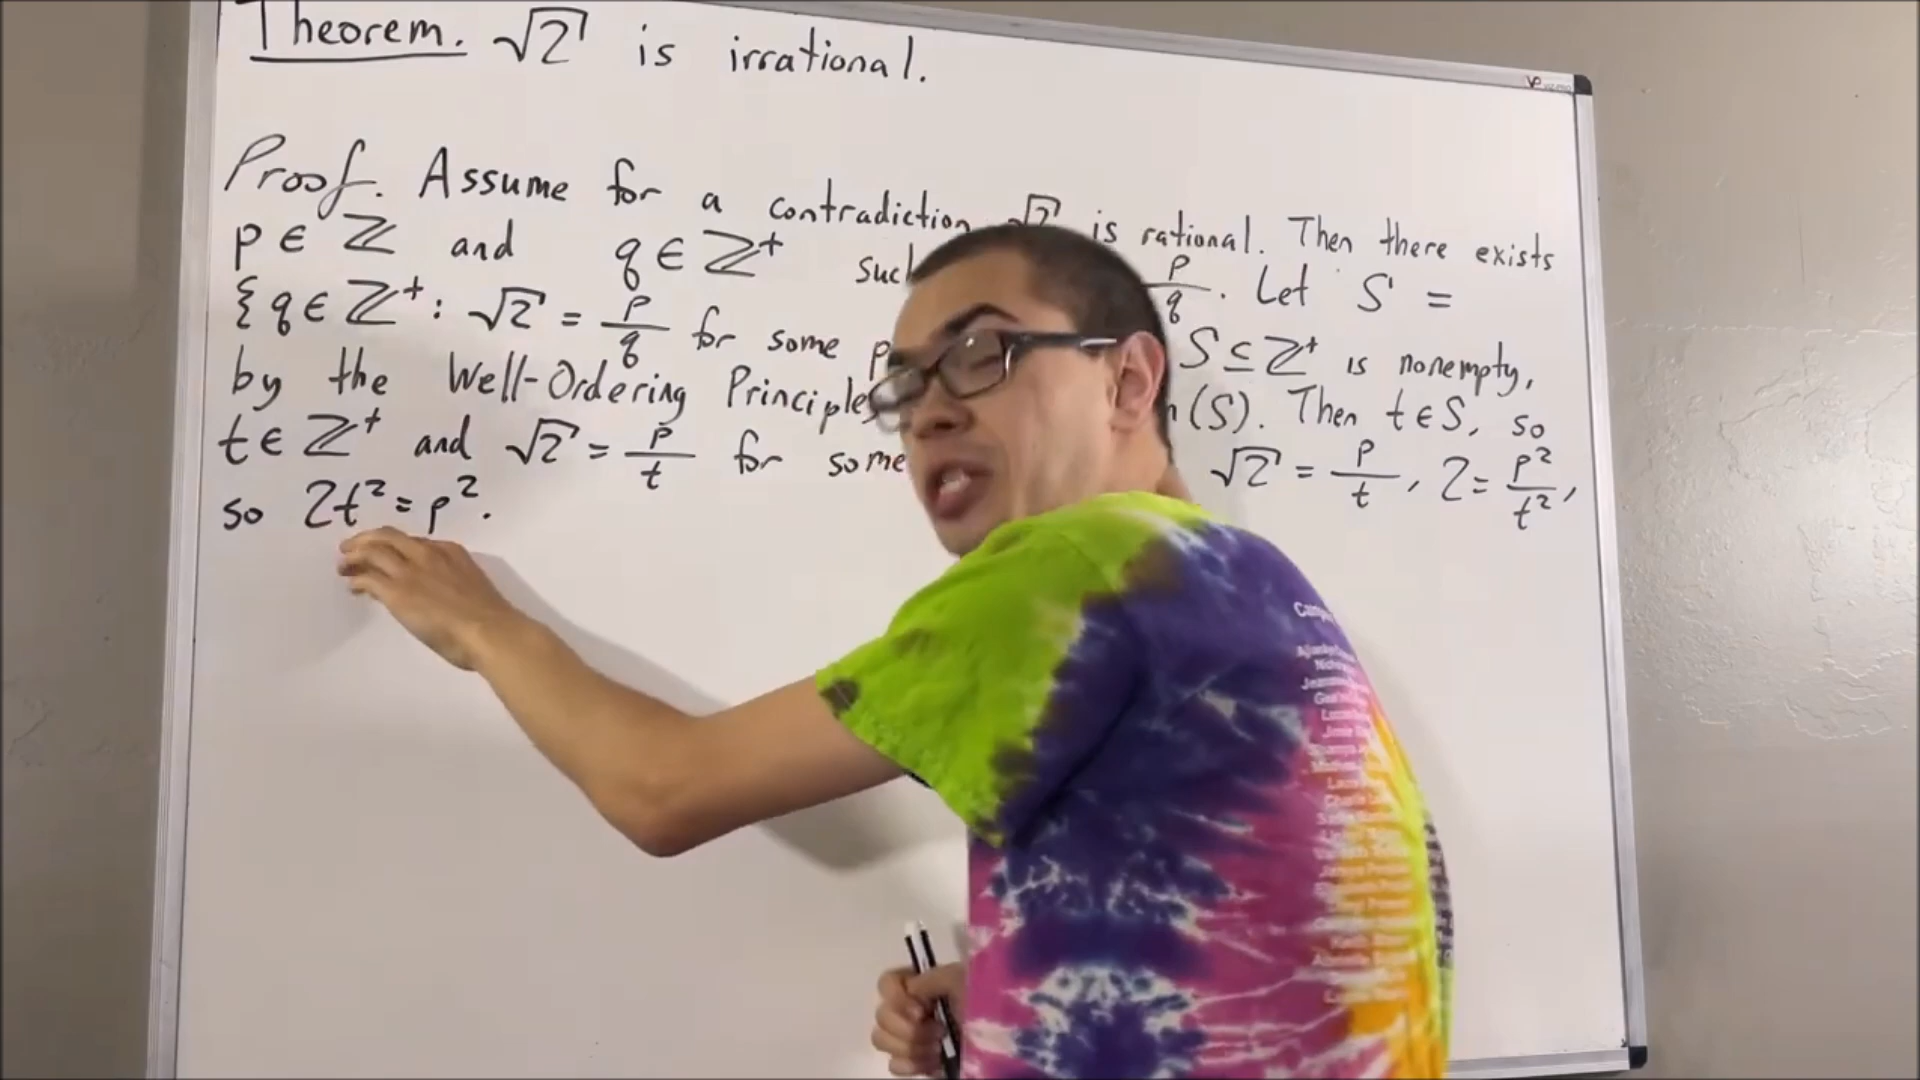 Theorem. √2 is irrational.
Proof. Assume for a contradiction √2 is rational. Then there exists
p ∈ ℤ and q ∈ ℤ⁺ p/q. Let S =
{q ∈ ℤ⁺ : √2 = p/q for some p S ⊆ ℤ⁺ is nonempty,
by the Well-Ordering Principle, (S). Then t ∈ S, so
t ∈ ℤ⁺ and √2 = p/t for some √2 = p/t, 2 = p²/t²,
so 2t² = p².